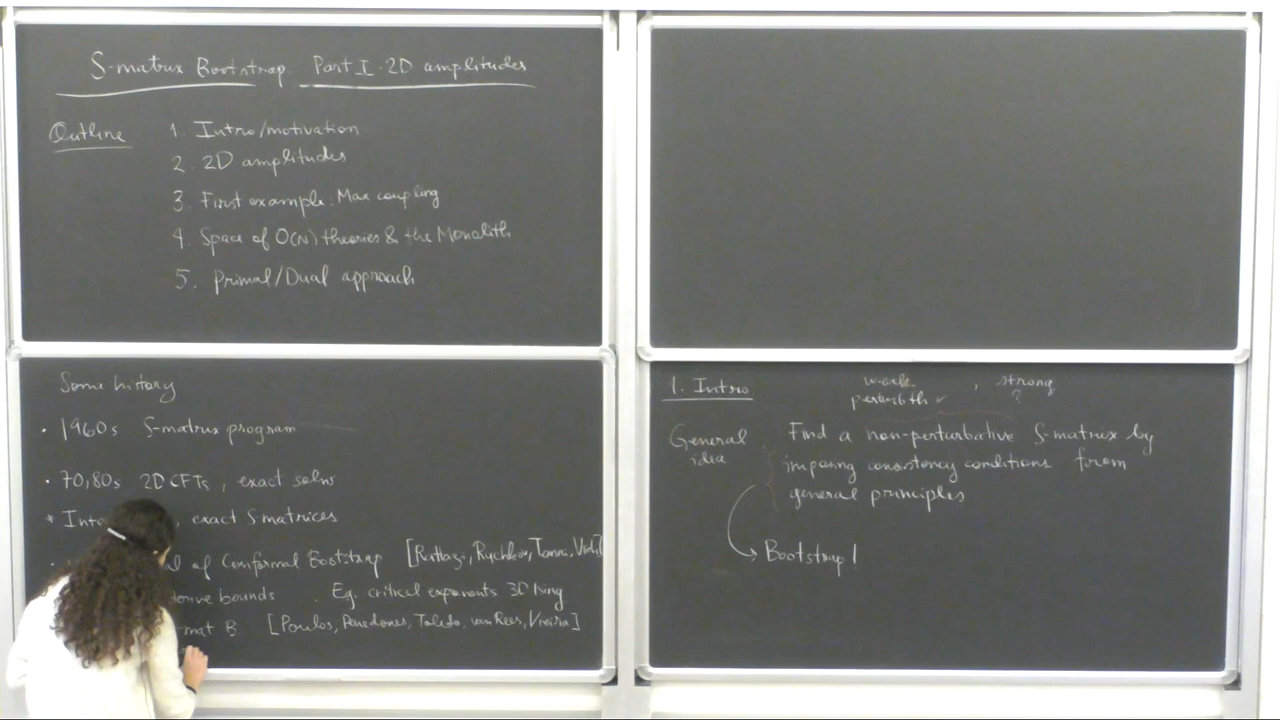 S-matrix Bootstrap. Part I - 2D amplitudes
Outline
1. Intro/motivation
2. 2D amplitudes
3. First example: Max coupling
4. Space of O(N) theories & the Monolith
5. Primal/Dual approach
Some history
• 1960s S-matrix program
• 70,80s 2D CFTs, exact solns
* Inte , exact S matrices
al of Conformal Bootstrap [Rattazi, Rychkov, Tonni, Vichi]
bounds Eg. critical exponents 3D Ising
mat B. [Poulos, Penedones, Toledo, van Rees, Vieira]
1. Intro
weak, strong
perturbth ✓ ?
General idea
Find a non-perturbative S-matrix by
imposing consistency conditions from
general principles
Bootstrap!